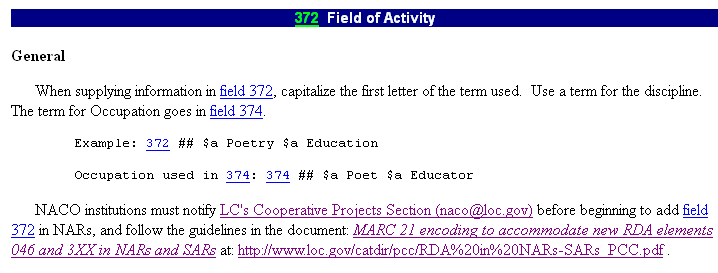 372 Field of Activity
General
When supplying information in field 372, capitalize the first letter of the term used. Use a term for the discipline.
The term for Occupation goes in field 374.
Example: 372 ## $a Poetry $a Education
Occupation used in 374: 374 ## $a Poet $a Educator
NACO institutions must notify LC's Cooperative Projects Section (naco@loc.gov) before beginning to add field
372 in NARs, and follow the guidelines in the document: MARC 21 encoding to accommodate new RDA elements
046 and 3XX in NARs and SARs at: http://www.loc.gov/catdir/pcc/RDA%20in%20NARs-SARs_PCC.pdf .